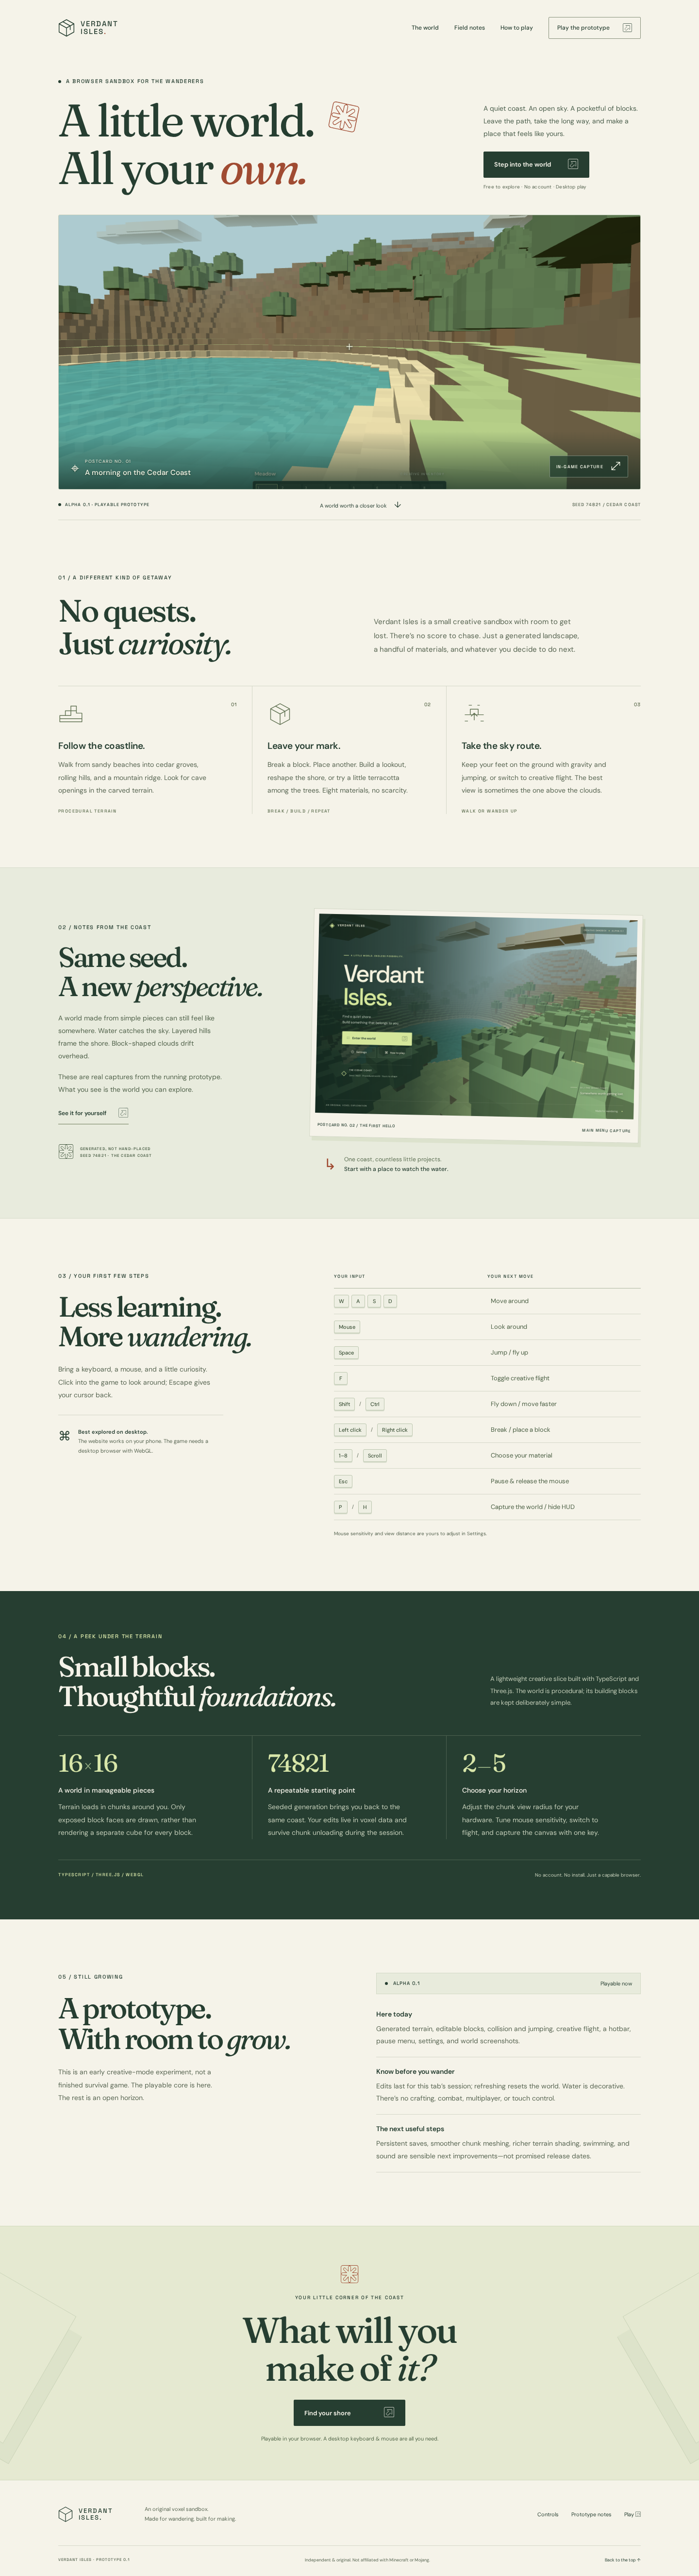 VERDANT
ISLES.
The world
Field notes
How to play
Play the prototype
A BROWSER SANDBOX FOR THE WANDERERS
A little world.
All your own.
A quiet coast. An open sky. A pocketful of blocks.
Leave the path, take the long way, and make a
place that feels like yours.
Step into the world
Free to explore · No account · Desktop play
POSTCARD NO. 01
A morning on the Cedar Coast
Meadow
IN-GAME CAPTURE
ALPHA 0.1 · PLAYABLE PROTOTYPE
A world worth a closer look
SEED 74821 / CEDAR COAST
01 / A DIFFERENT KIND OF GETAWAY
No quests.
Just curiosity.
Verdant Isles is a small creative sandbox with room to get
lost. There's no score to chase. Just a generated landscape,
a handful of materials, and whatever you decide to do next.
01
Follow the coastline.
Walk from sandy beaches into cedar groves,
rolling hills, and a mountain ridge. Look for cave
openings in the carved terrain.
PROCEDURAL TERRAIN
02
Leave your mark.
Break a block. Place another. Build a lookout,
reshape the shore, or try a little terracotta
among the trees. Eight materials, no scarcity.
BREAK / BUILD / REPEAT
03
Take the sky route.
Keep your feet on the ground with gravity and
jumping, or switch to creative flight. The best
view is sometimes the one above the clouds.
WALK OR WANDER UP
02 / NOTES FROM THE COAST
Same seed.
A new perspective.
A world made from simple pieces can still feel like
somewhere. Water catches the sky. Layered hills
frame the shore. Block-shaped clouds drift
overhead.
These are real captures from the running prototype.
What you see is the world you can explore.
See it for yourself
GENERATED, NOT HAND-PLACED
SEED 74821 · THE CEDAR COAST
VERDANT ISLES
Verdant
Isles.
Enter the world
POSTCARD NO. 02 / THE FIRST HELLO
MAIN MENU CAPTURE
One coast, countless little projects.
Start with a place to watch the water.
03 / YOUR FIRST FEW STEPS
Less learning.
More wandering.
Bring a keyboard, a mouse, and a little curiosity.
Click into the game to look around; Escape gives
your cursor back.
⌘
Best explored on desktop.
The website works on your phone. The game needs a
desktop browser with WebGL.
YOUR INPUT
YOUR NEXT MOVE
W A S D
Move around
Mouse
Look around
Space
Jump / fly up
F
Toggle creative flight
Shift / Ctrl
Fly down / move faster
Left click / Right click
Break / place a block
1–8 / Scroll
Choose your material
Esc
Pause & release the mouse
P / H
Capture the world / hide HUD
Mouse sensitivity and view distance are yours to adjust in Settings.
04 / A PEEK UNDER THE TERRAIN
Small blocks.
Thoughtful foundations.
A lightweight creative slice built with TypeScript and
Three.js. The world is procedural; its building blocks
are kept deliberately simple.
16×16
A world in manageable pieces
Terrain loads in chunks around you. Only
exposed block faces are drawn, rather than
rendering a separate cube for every block.
74821
A repeatable starting point
Seeded generation brings you back to the
same coast. Your edits live in voxel data and
survive chunk unloading during the session.
2—5
Choose your horizon
Adjust the chunk view radius for your
hardware. Tune mouse sensitivity, switch to
flight, and capture the canvas with one key.
TYPESCRIPT / THREE.JS / WEBGL
No account. No install. Just a capable browser.
05 / STILL GROWING
A prototype.
With room to grow.
This is an early creative-mode experiment, not a
finished survival game. The playable core is here.
The rest is an open horizon.
ALPHA 0.1
Playable now
Here today
Generated terrain, editable blocks, collision and jumping, creative flight, a hotbar,
pause menu, settings, and world screenshots.
Know before you wander
Edits last for this tab's session; refreshing resets the world. Water is decorative.
There's no crafting, combat, multiplayer, or touch control.
The next useful steps
Persistent saves, smoother chunk meshing, richer terrain shading, swimming, and
sound are sensible next improvements—not promised release dates.
YOUR LITTLE CORNER OF THE COAST
What will you
make of it?
Find your shore
Playable in your browser. A desktop keyboard & mouse are all you need.
VERDANT
ISLES.
An original voxel sandbox.
Made for wandering, built for making.
Controls
Prototype notes
Play
VERDANT ISLES · PROTOTYPE 0.1
Independent & original. Not affiliated with Minecraft or Mojang.
Back to the top ↑